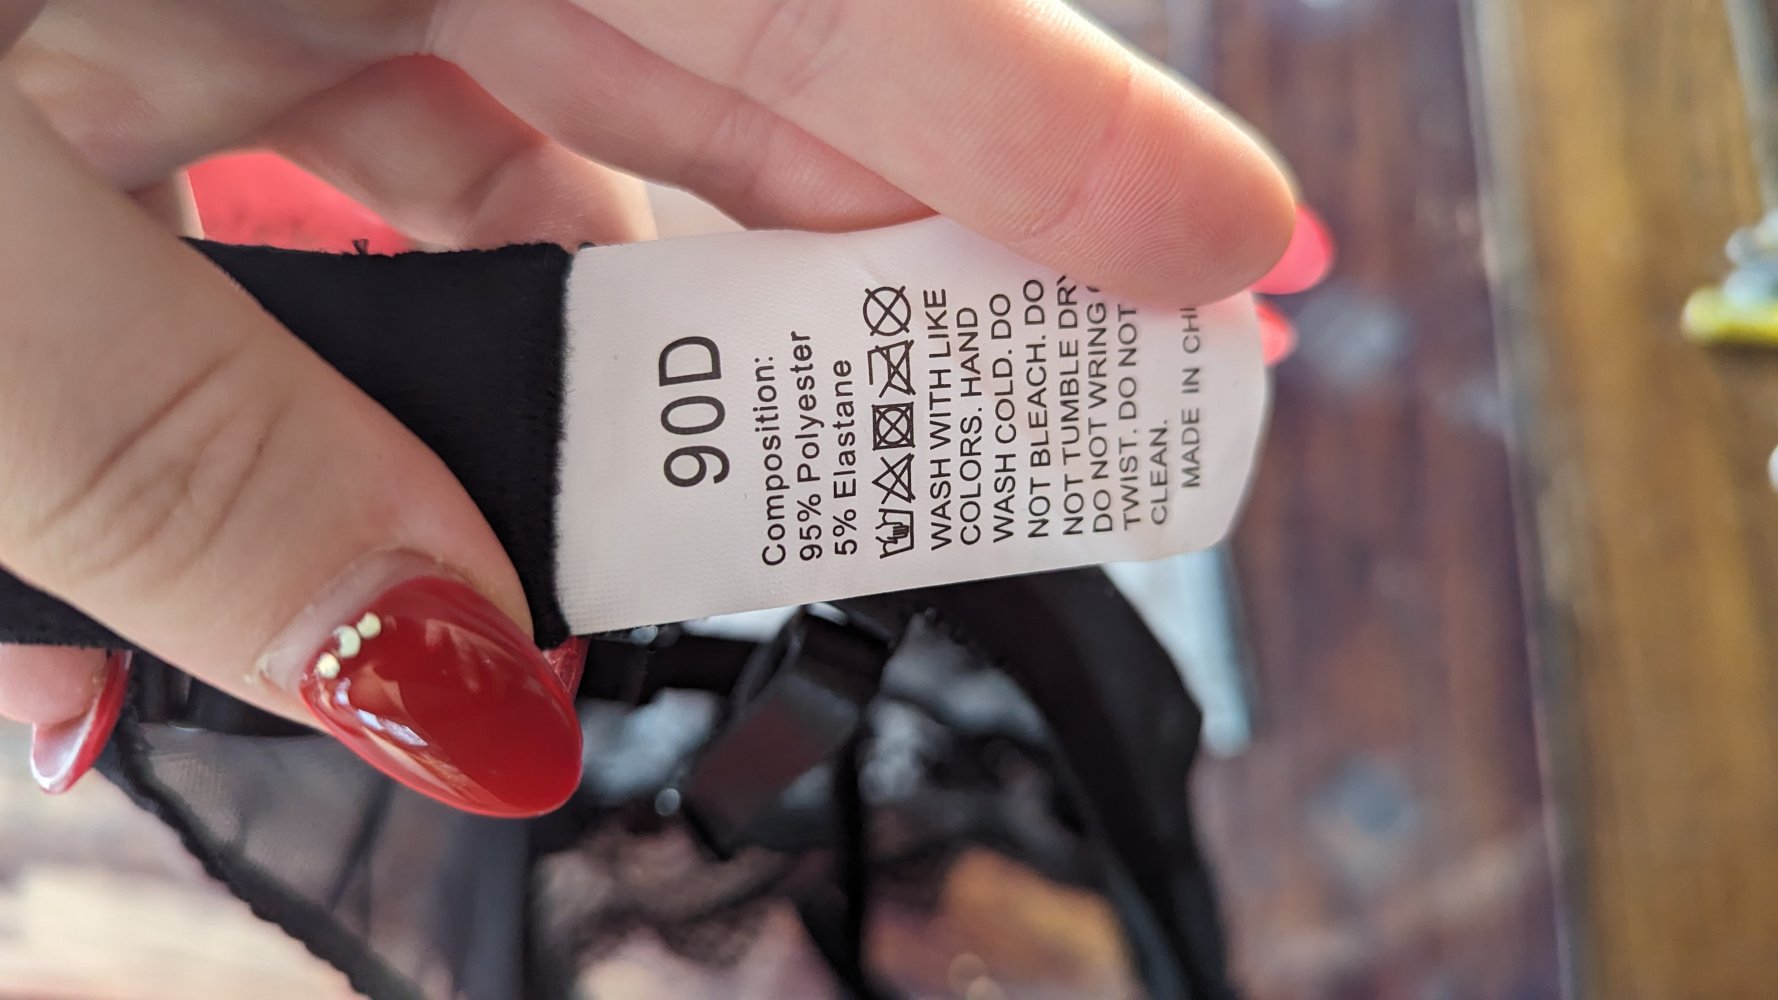 90D
Composition:
95% Polyester
5% Elastane
WASH WITH LIKE
COLORS. HAND
WASH COLD. DO
NOT BLEACH. DO
NOT TUMBLE DRY
DO NOT WRING
TWIST. DO NOT
CLEAN.
MADE IN